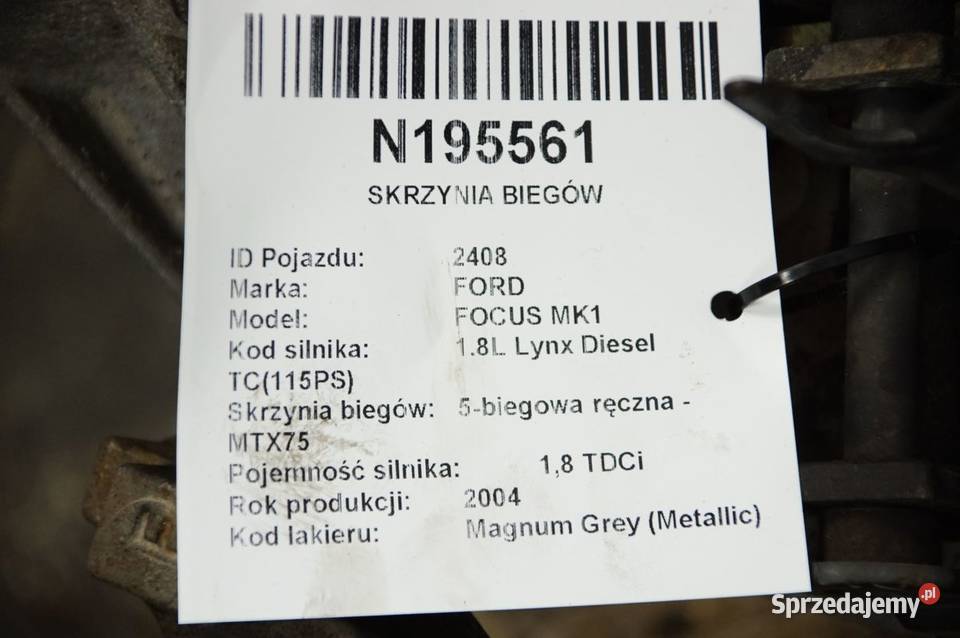 N195561
SKRZYNIA BIEGÓW
ID Pojazdu: 2408
Marka: FORD
Model: FOCUS MK1
Kod silnika: 1.8L Lynx Diesel
TC(115PS)
Skrzynia biegów: 5-biegowa ręczna -
MTX75
Pojemność silnika: 1,8 TDCi
Rok produkcji: 2004
Kod lakieru: Magnum Grey (Metallic)
Sprzedajemy.pl